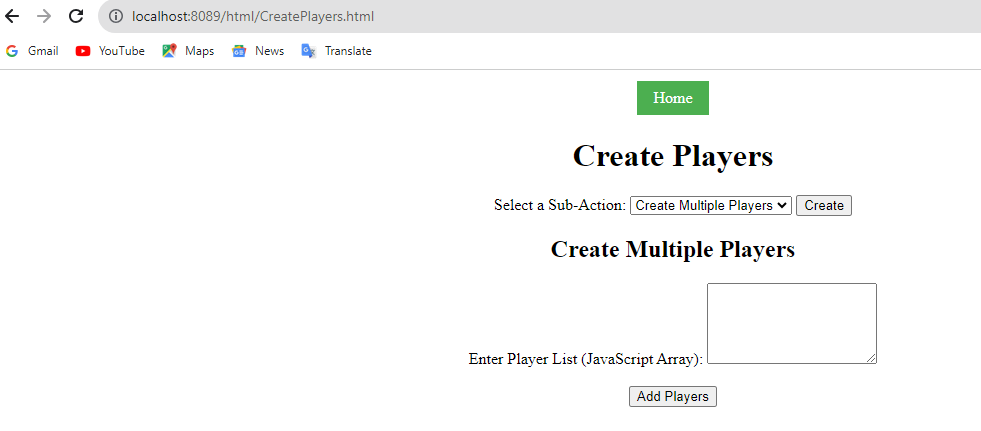 localhost:8089/html/CreatePlayers.html
Gmail YouTube Maps News Translate
Home
Create Players
Select a Sub-Action: Create Multiple Players Create
Create Multiple Players
Enter Player List (JavaScript Array):
Add Players